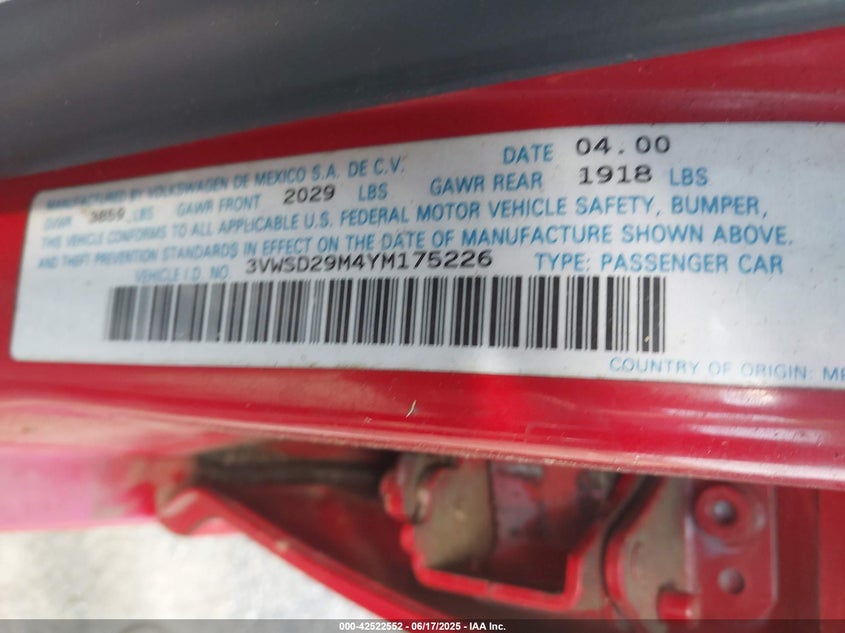 DATE 04.00
MANUFACTURED BY VOLKSWAGEN DE MEXICO S.A. DE C.V.
GVWR 3859 LBS GAWR FRONT 2029 LBS GAWR REAR 1918 LBS
THIS VEHICLE CONFORMS TO ALL APPLICABLE U.S. FEDERAL MOTOR VEHICLE SAFETY, BUMPER,
AND THEFT PREVENTION STANDARDS IN EFFECT ON THE DATE OF MANUFACTURE SHOWN ABOVE.
VEHICLE I.D. NO. 3VWSD29M4YM175226 TYPE: PASSENGER CAR
COUNTRY OF ORIGIN: ME
000-42522552 - 06/17/2025 - IAA Inc.